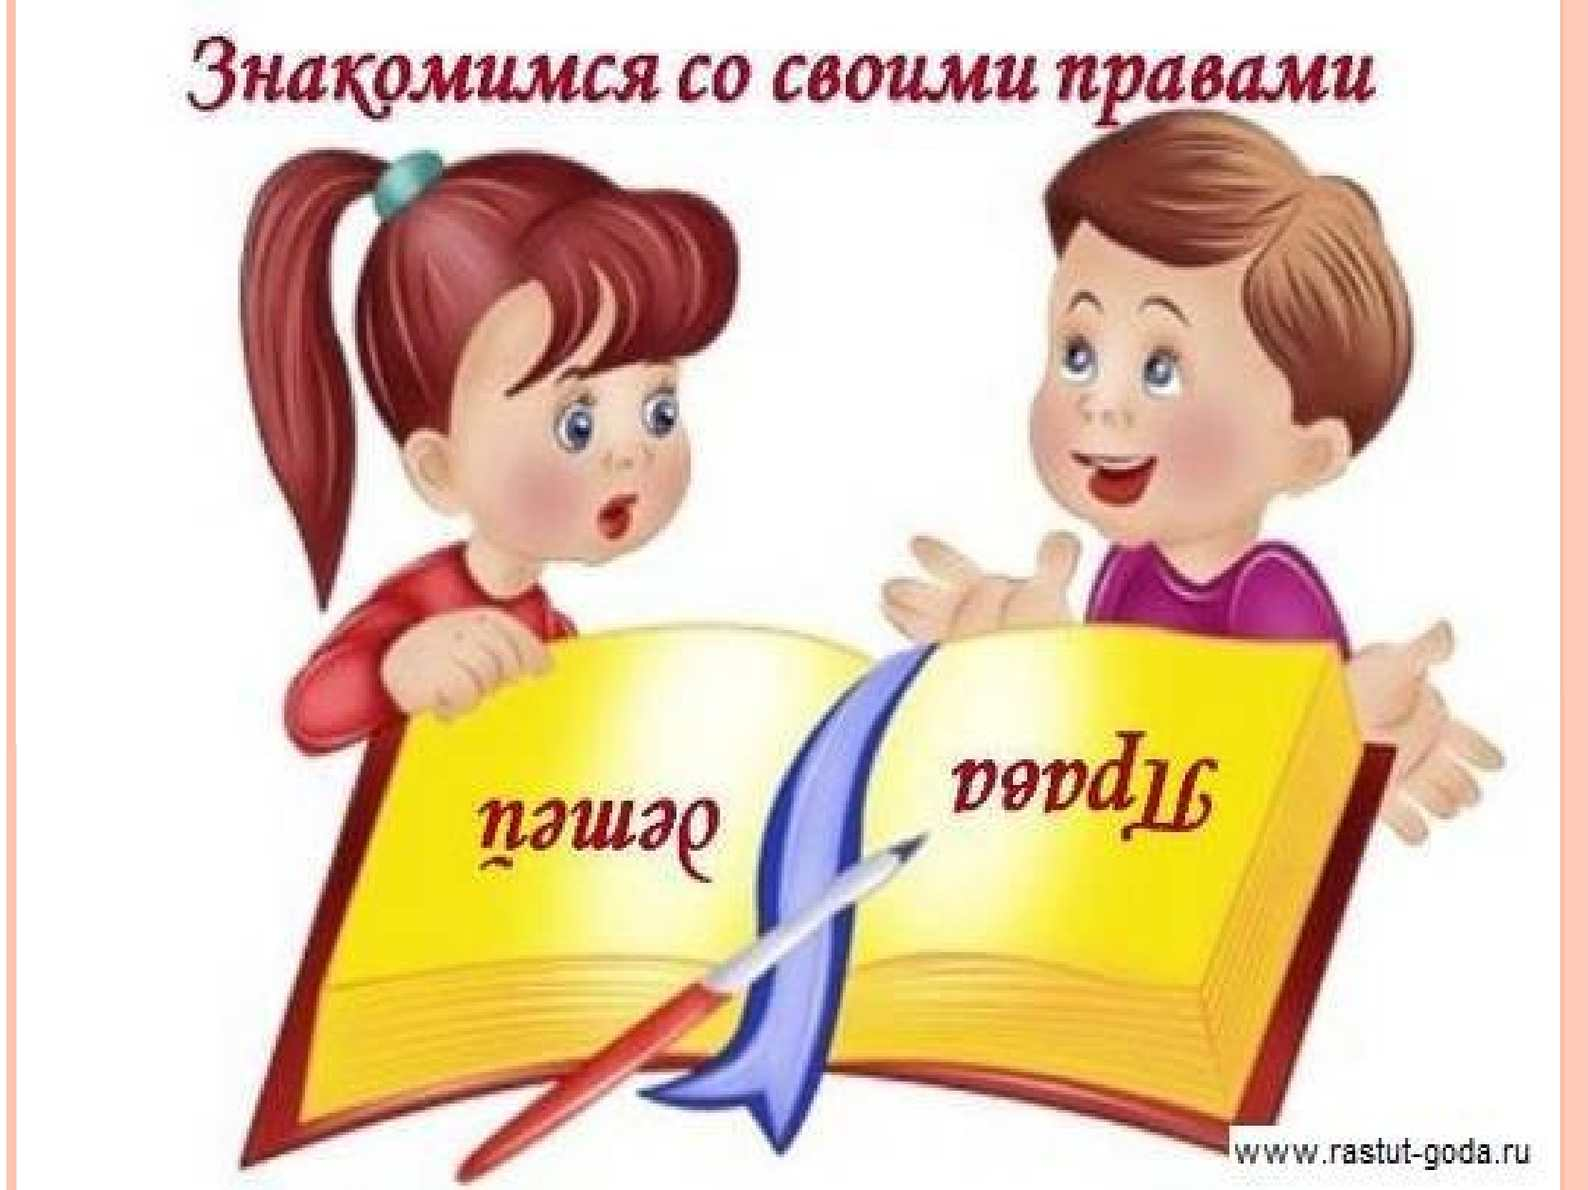 Знакомимся со своими правами
Права
детей
www.rastut-goda.ru